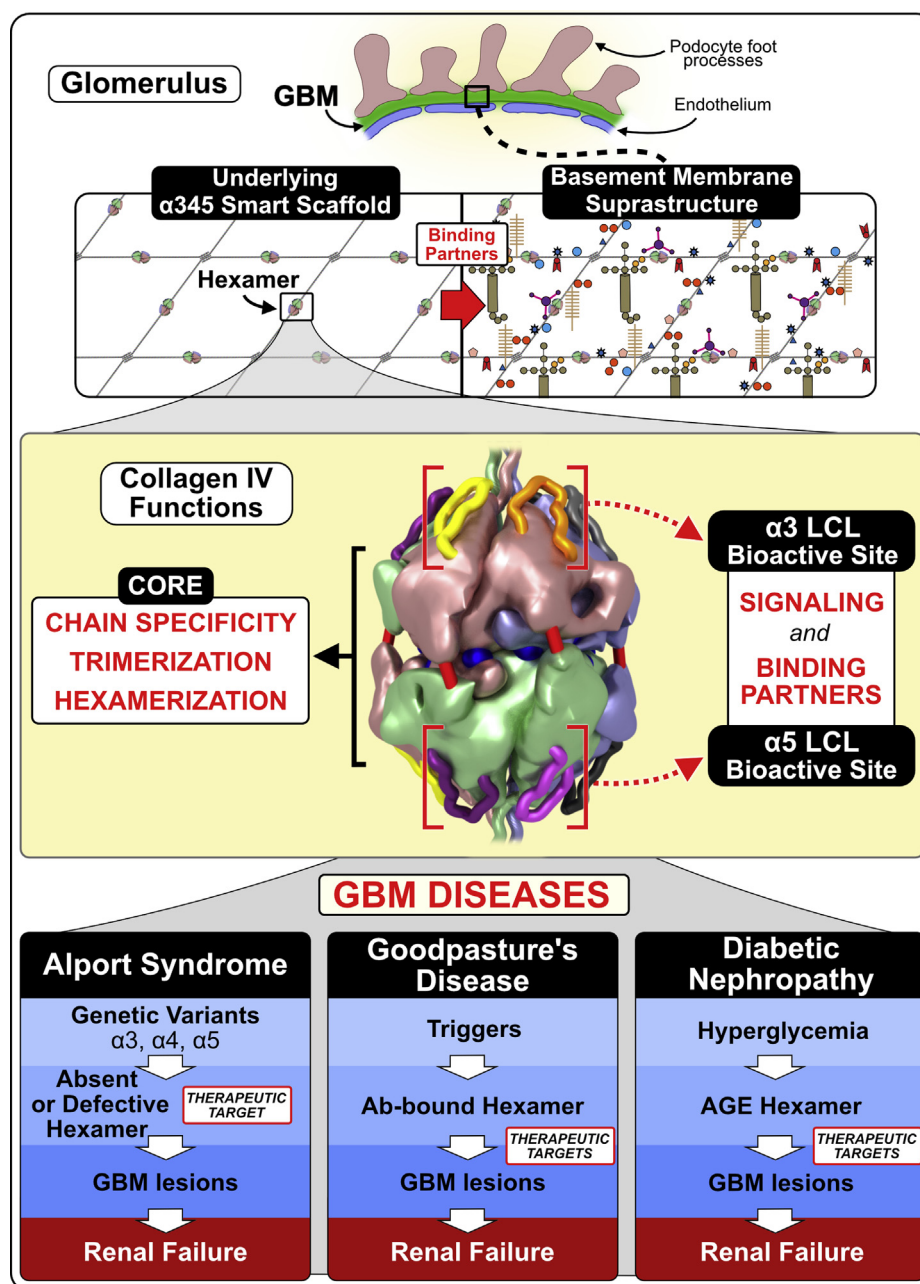 Glomerulus
GBM
Podocyte foot
processes
Endothelium
Underlying
α345 Smart Scaffold
Basement Membrane
Suprastructure
Binding
Partners
Hexamer
Collagen IV
Functions
CORE
CHAIN SPECIFICITY
TRIMERIZATION
HEXAMERIZATION
α3 LCL
Bioactive Site
SIGNALING
and
BINDING
PARTNERS
α5 LCL
Bioactive Site
GBM DISEASES
Alport Syndrome
Genetic Variants
α3, α4, α5
Absent
or Defective
Hexamer
THERAPEUTIC
TARGET
GBM lesions
Renal Failure
Goodpasture's
Disease
Triggers
Ab-bound Hexamer
THERAPEUTIC
TARGETS
GBM lesions
Renal Failure
Diabetic
Nephropathy
Hyperglycemia
AGE Hexamer
THERAPEUTIC
TARGETS
GBM lesions
Renal Failure